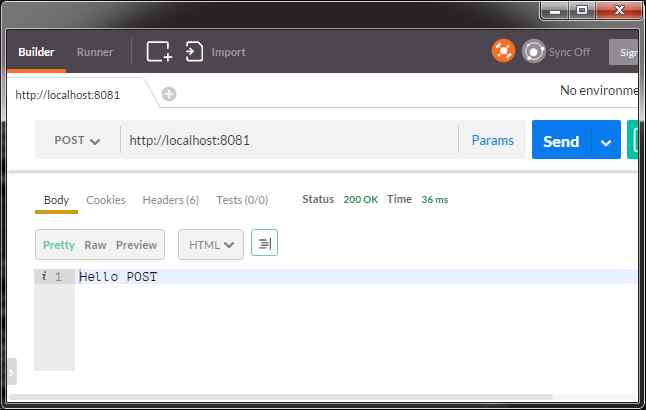 Builder Runner Import Sync Off Sign
http://localhost:8081 No environme
POST http://localhost:8081 Params Send
Body Cookies Headers (6) Tests (0/0) Status 200 OK Time 36 ms
Pretty Raw Preview HTML
i 1 Hello POST